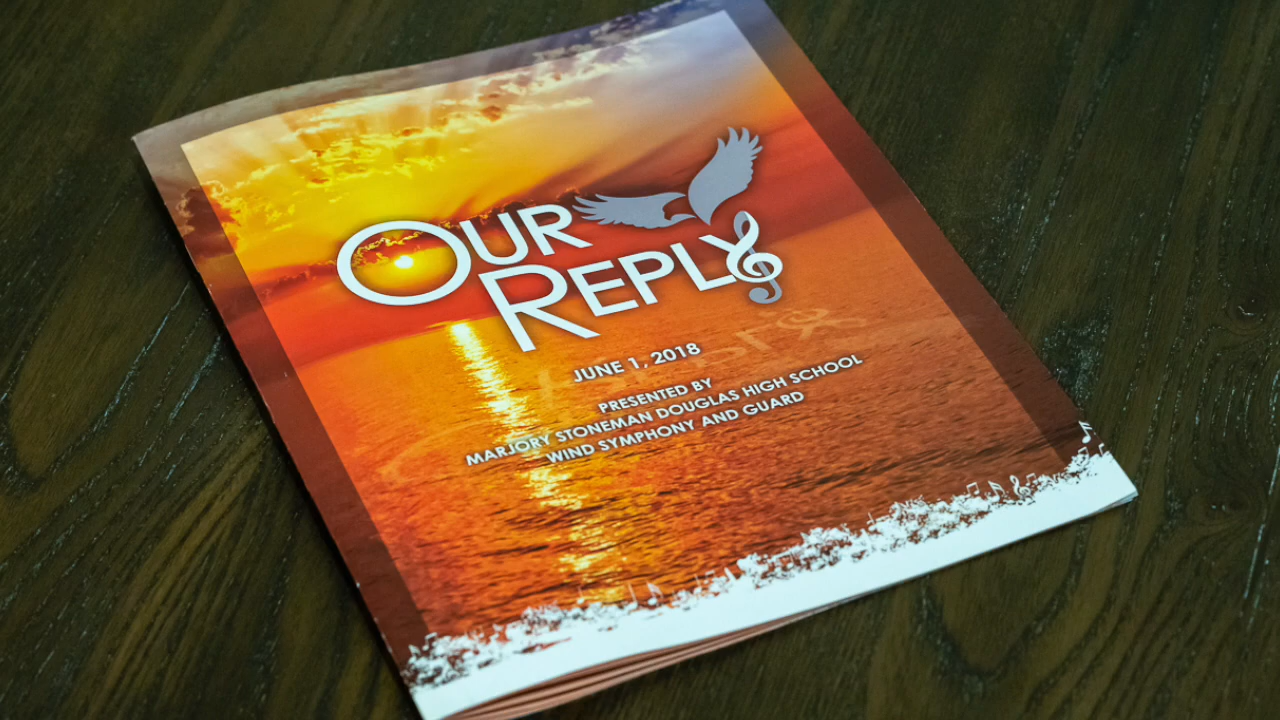 OUR
REPLY
JUNE 1, 2018
PRESENTED BY
MARJORY STONEMAN DOUGLAS HIGH SCHOOL
WIND SYMPHONY AND GUARD